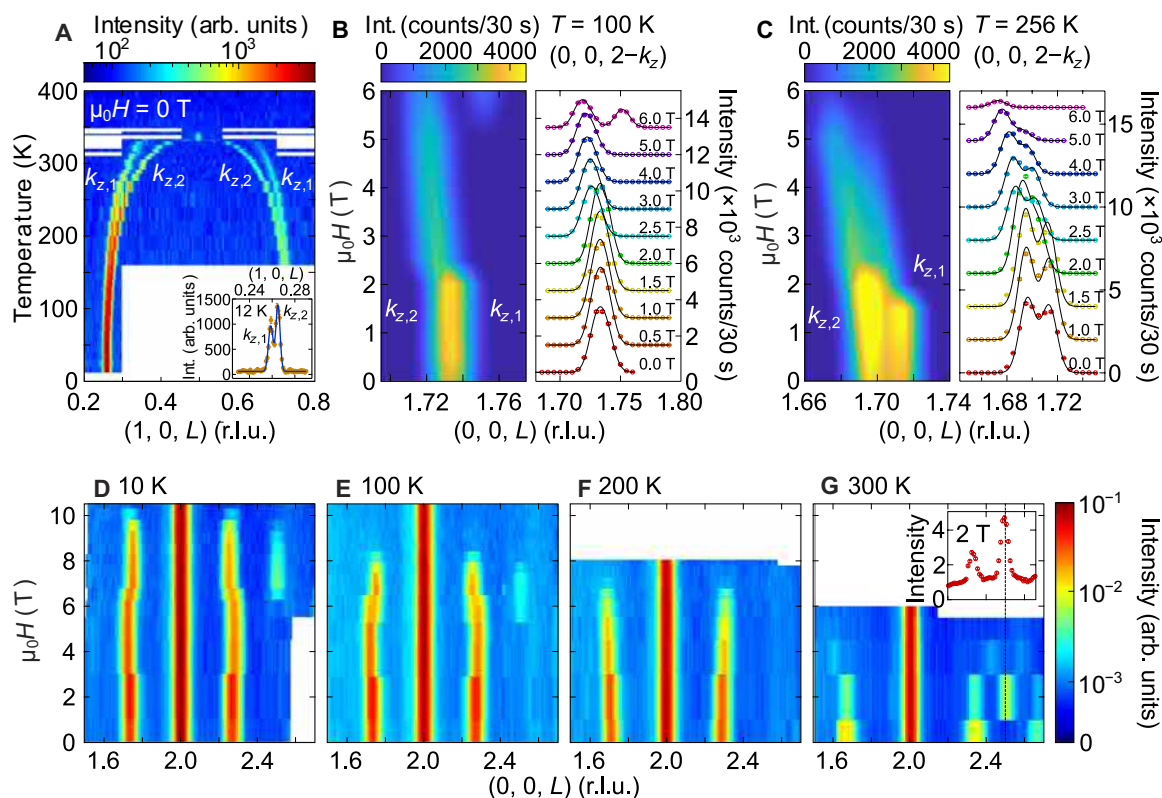 A
Intensity (arb. units)
10² 10³
μ₀H = 0 T
Temperature (K)
400
300
250
200
150
100
50
0
k_z,1
k_z,2
k_z,2
k_z,1
(1, 0, L)
0.24 0.28
Int. (arb. units)
1500
1000
500
0
12 K
k_z,1
k_z,2
0.2 0.4 0.6 0.8
(1, 0, L) (r.l.u.)
B
Int. (counts/30 s)
0 2000 4000
T = 100 K
(0, 0, 2−k_z)
μ₀H (T)
6
5
4
3
2
1
0
k_z,2
k_z,1
1.72 1.76
6.0 T
5.0 T
4.0 T
3.0 T
2.5 T
2.0 T
1.5 T
1.0 T
0.5 T
0.0 T
14
12
10
8
6
4
2
0
Intensity (×10³ counts/30 s)
1.70 1.75 1.80
(0, 0, L) (r.l.u.)
C
Int. (counts/30 s)
0 2000 4000
T = 256 K
(0, 0, 2−k_z)
μ₀H (T)
6
5
4
3
2
1
0
k_z,2
k_z,1
1.66 1.70 1.74
6.0 T
5.0 T
4.0 T
3.0 T
2.5 T
2.0 T
1.5 T
1.0 T
0.0 T
15
10
5
0
Intensity (×10³ counts/30 s)
1.68 1.72
(0, 0, L) (r.l.u.)
D 10 K
E 100 K
F 200 K
G 300 K
μ₀H (T)
10
8
6
4
2
0
Intensity
4
2
0
2 T
10⁻¹
10⁻²
10⁻³
0
Intensity (arb. units)
1.6 2.0 2.4
1.6 2.0 2.4
1.6 2.0 2.4
1.6 2.0 2.4
(0, 0, L) (r.l.u.)